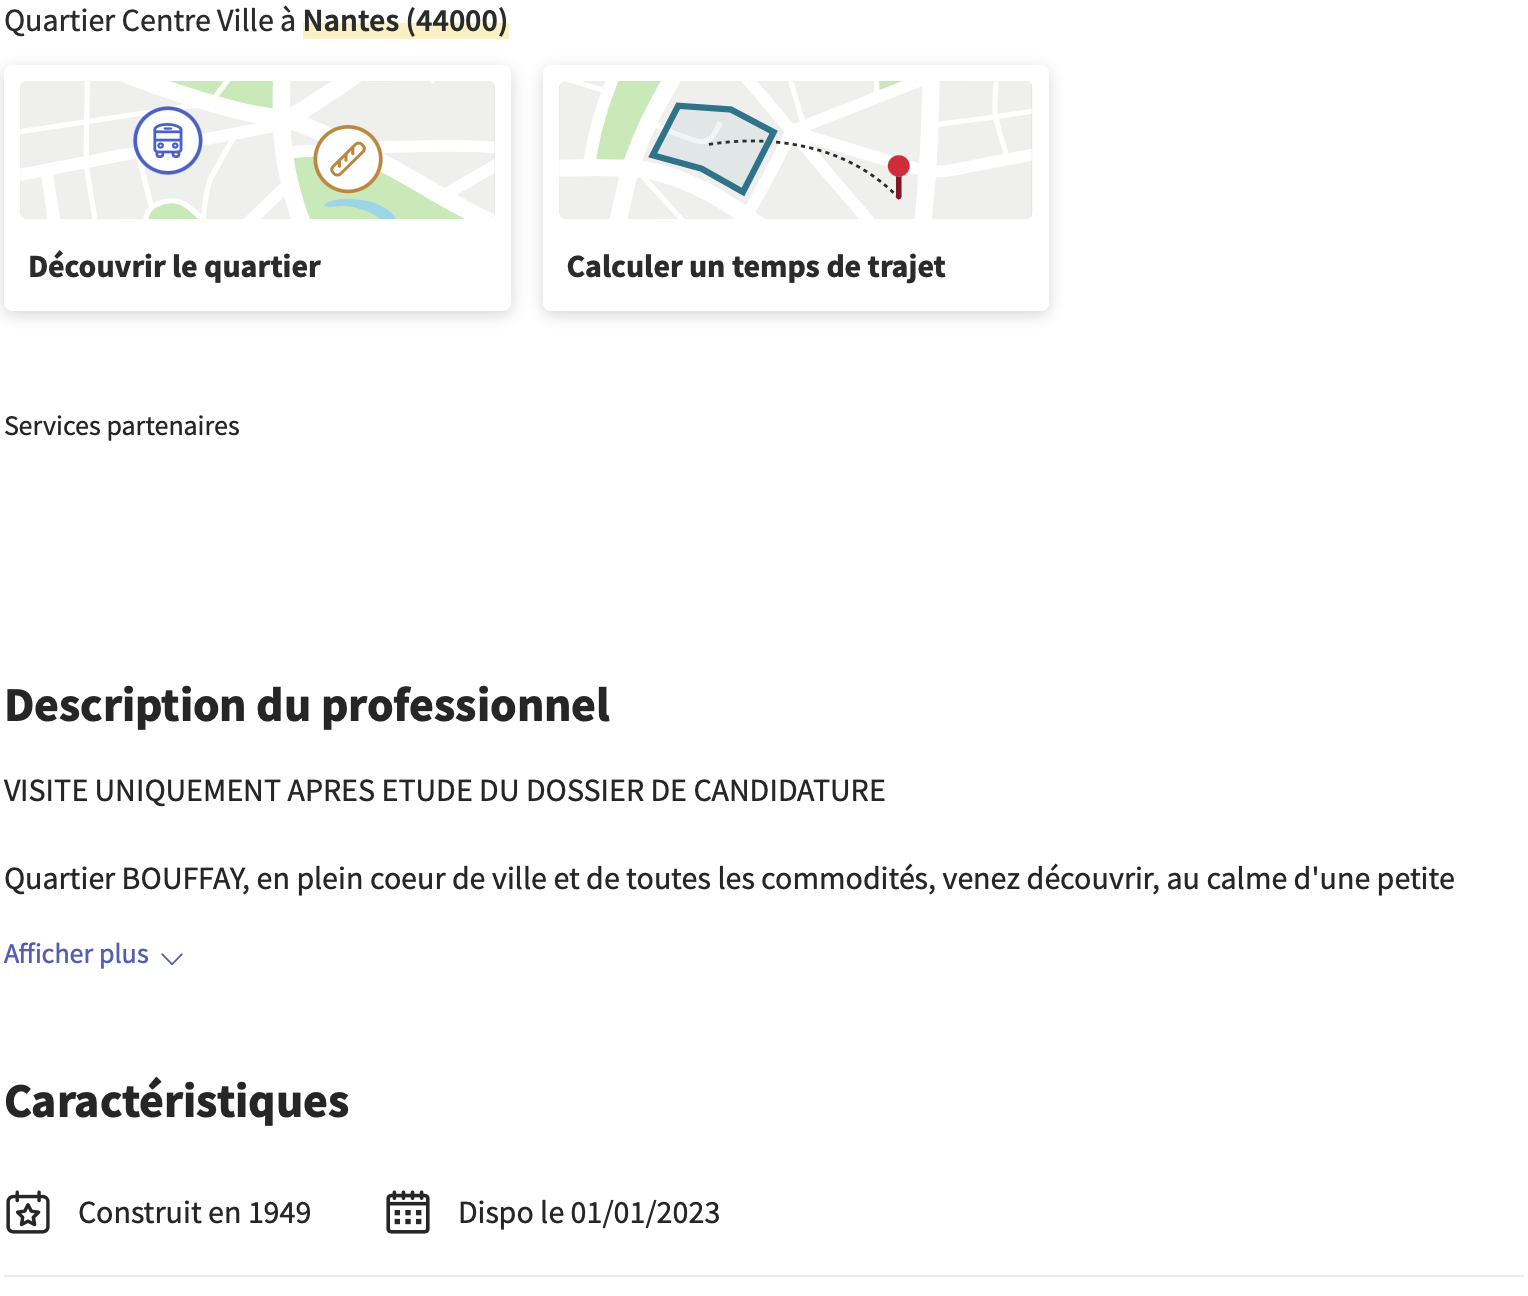 Quartier Centre Ville à Nantes (44000)
Découvrir le quartier
Calculer un temps de trajet
Services partenaires
Description du professionnel
VISITE UNIQUEMENT APRES ETUDE DU DOSSIER DE CANDIDATURE
Quartier BOUFFAY, en plein coeur de ville et de toutes les commodités, venez découvrir, au calme d'une petite
Afficher plus
Caractéristiques
Construit en 1949
Dispo le 01/01/2023